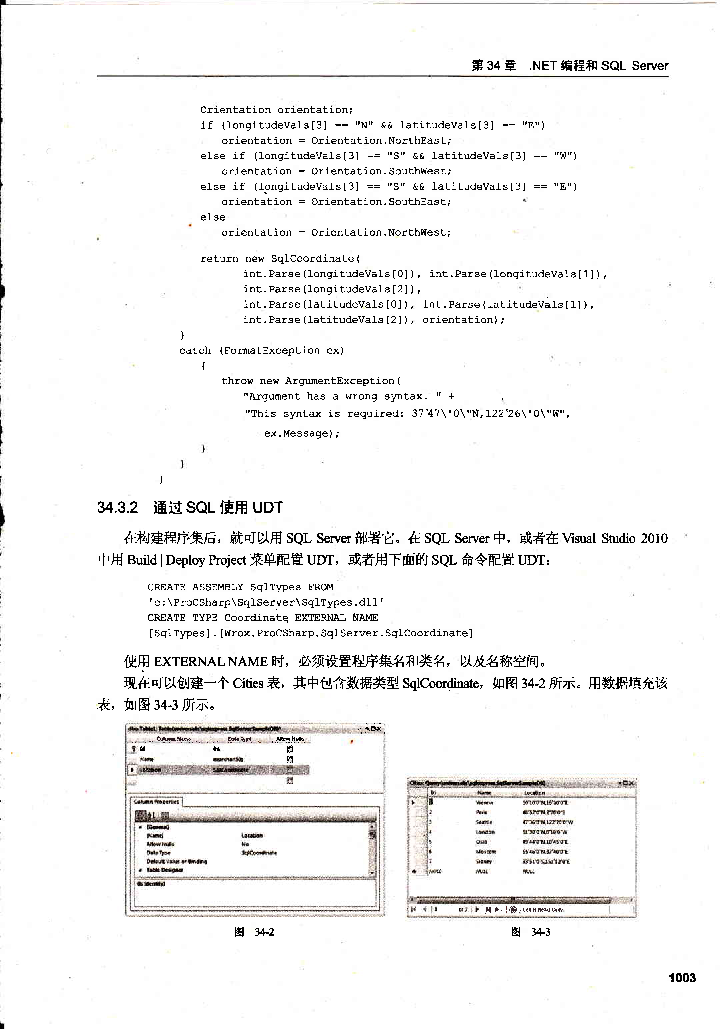 第 34 章 .NET 编程和 SQL Server
Orientation orientation;
if (longitudeVals[3] == "N" && latitudeVals[3] == "E")
orientation = Orientation.NorthEast;
else if (longitudeVals[3] == "S" && latitudeVals[3] == "W")
orientation = Orientation.SouthWest;
else if (longitudeVals[3] == "S" && latitudeVals[3] == "E")
orientation = Orientation.SouthEast;
else
orientation = Orientation.NorthWest;
return new SqlCoordinate(
int.Parse(longitudeVals[0]), int.Parse(longitudeVals[1]),
int.Parse(longitudeVals[2]),
int.Parse(latitudeVals[0]), int.Parse(latitudeVals[1]),
int.Parse(latitudeVals[2]), orientation);
}
catch (FormatException ex)
{
throw new ArgumentException(
"Argument has a wrong syntax. " +
"This syntax is required: 37˚47\'0\"N,122˚26\'0\"W",
ex.Message);
}
}
}
34.3.2 通过 SQL 使用 UDT
在构建程序集后，就可以用 SQL Server 部署它。在 SQL Server 中，或者在 Visual Studio 2010
中用 Build | Deploy Project 菜单配置 UDT，或者用下面的 SQL 命令配置 UDT：
CREATE ASSEMBLY SqlTypes FROM
'c:\ProCSharp\SqlServer\SqlTypes.dll'
CREATE TYPE Coordinate EXTERNAL NAME
[SqlTypes].[Wrox.ProCSharp.SqlServer.SqlCoordinate]
使用 EXTERNAL NAME 时，必须设置程序集名和类名，以及名称空间。
现在可以创建一个 Cities 表，其中包含数据类型 SqlCoordinate，如图 34-2 所示。用数据填充该
表，如图 34-3 所示。
Column Name Data Type Allow Nulls
Id int
Name
Location
Column Properties
(General)
(Name) Location
Allow Nulls No
Data Type SqlCoordinate
Default Value or Binding
Table Designer
(General)
Id Name Location
1 Vienna
2 Paris
3 Seattle
4 London
5 Oslo
6 Moscow
7 Sidney
NULL NULL NULL
图 34-2 图 34-3
1003